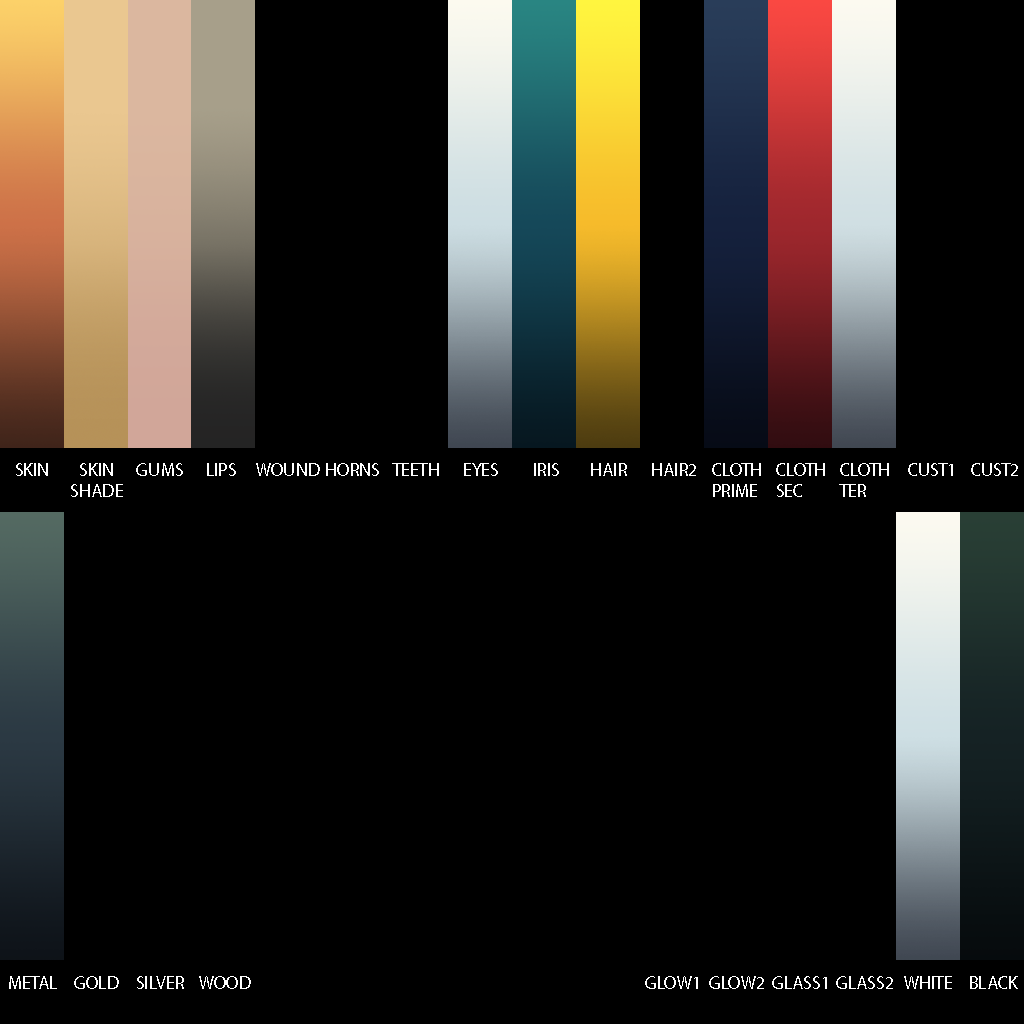 SKIN SKIN GUMS LIPS WOUND HORNS TEETH EYES IRIS HAIR HAIR2 CLOTH CLOTH CLOTH CUST1 CUST2
SHADE PRIME SEC TER
METAL GOLD SILVER WOOD GLOW1 GLOW2 GLASS1 GLASS2 WHITE BLACK